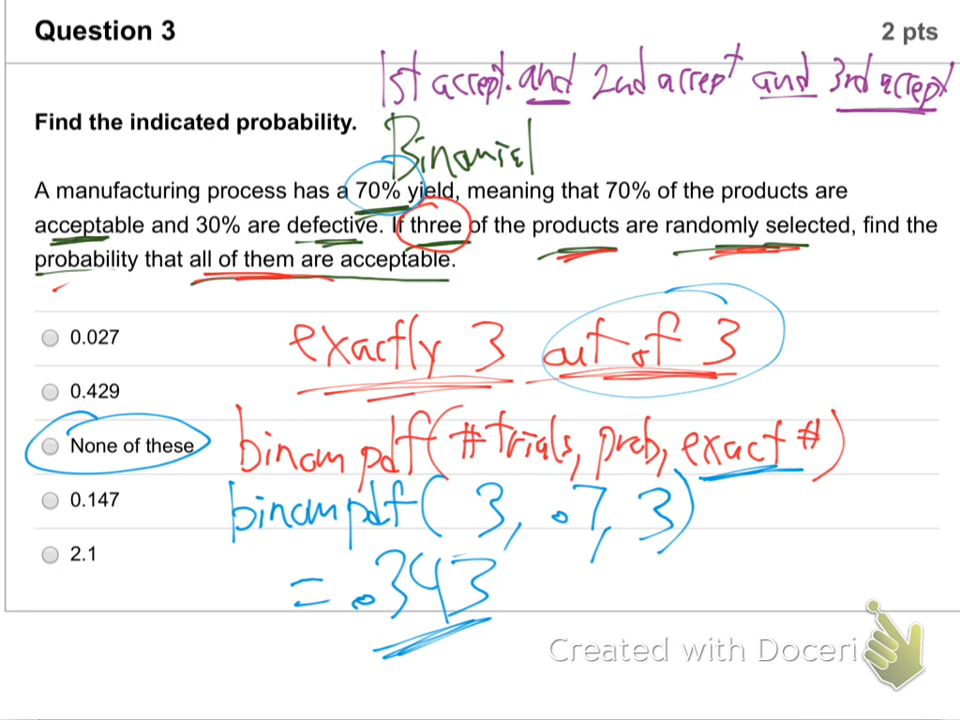 Question 3
2 pts
1st accept. and 2nd accept and 3rd accept
Find the indicated probability.
Binomial
A manufacturing process has a 70% yield, meaning that 70% of the products are
acceptable and 30% are defective. If three of the products are randomly selected, find the
probability that all of them are acceptable.
0.027
exactly 3 out of 3
0.429
None of these
binompdf(#trials, prob, exact #)
0.147
binompdf(3, .7, 3)
2.1
= .343
Created with Doceri